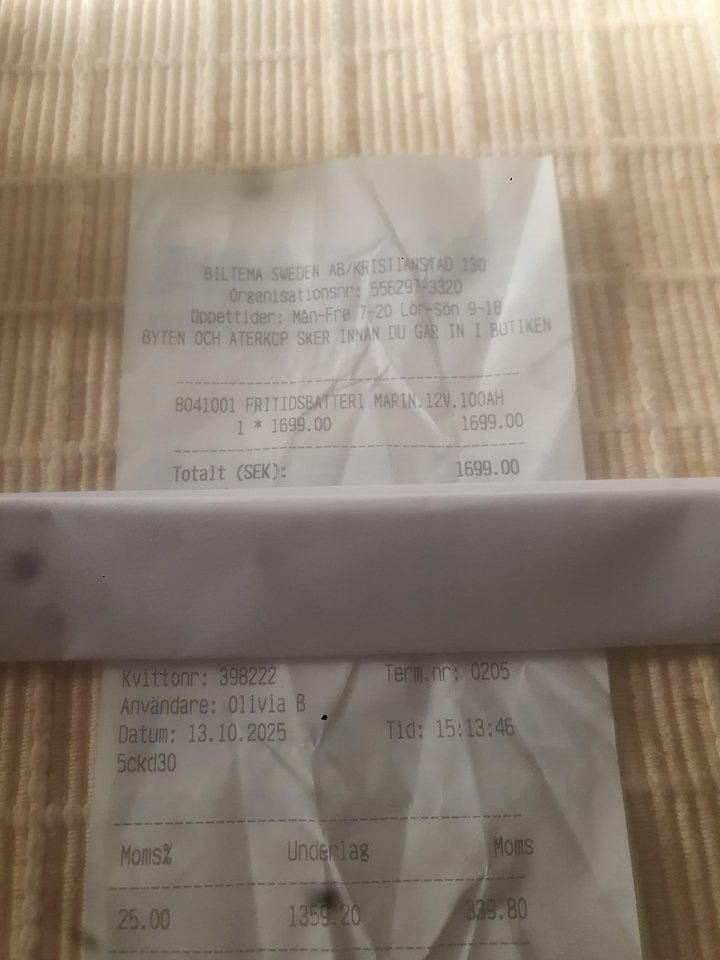 BILTEMA SWEDEN AB/KRISTIANSTAD 130
Organisationsnr: 556297-3320
Öppettider: Mån-Fre 7-20 Lör-Sön 9-18
BYTEN OCH ÅTERKÖP SKER INNAN DU GÅR IN I BUTIKEN
8041001 FRITIDSBATTERI MARIN.12V.100AH
1 * 1699.00 1699.00
Totalt (SEK): 1699.00
Kvittonr: 398222 Term.nr: 0205
Användare: Olivia B
Datum: 13.10.2025 Tid: 15:13:46
5ckd30
Moms% Underlag Moms
25.00 1359.20 339.80